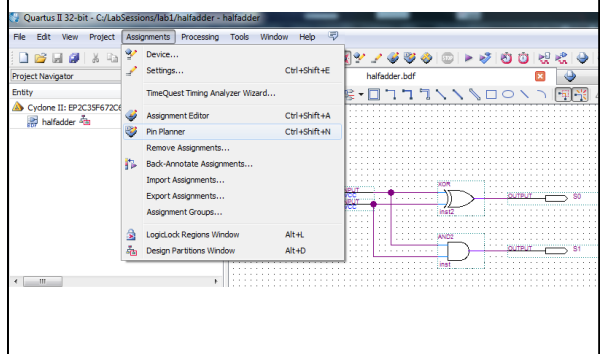 Quartus II 32-bit - C:/LabSessions/lab1/halfadder - halfadder
File Edit View Project Assignments Processing Tools Window Help
Project Navigator
Entity
Cyclone II: EP2C35F672C6
halfadder
Device...
Settings... Ctrl+Shift+E
TimeQuest Timing Analyzer Wizard...
Assignment Editor Ctrl+Shift+A
Pin Planner Ctrl+Shift+N
Remove Assignments...
Back-Annotate Assignments...
Import Assignments...
Export Assignments...
Assignment Groups...
LogicLock Regions Window Alt+L
Design Partitions Window Alt+D
halfadder.bdf
XOR
OUTPUT S0
inst2
AND2
OUTPUT S1
inst